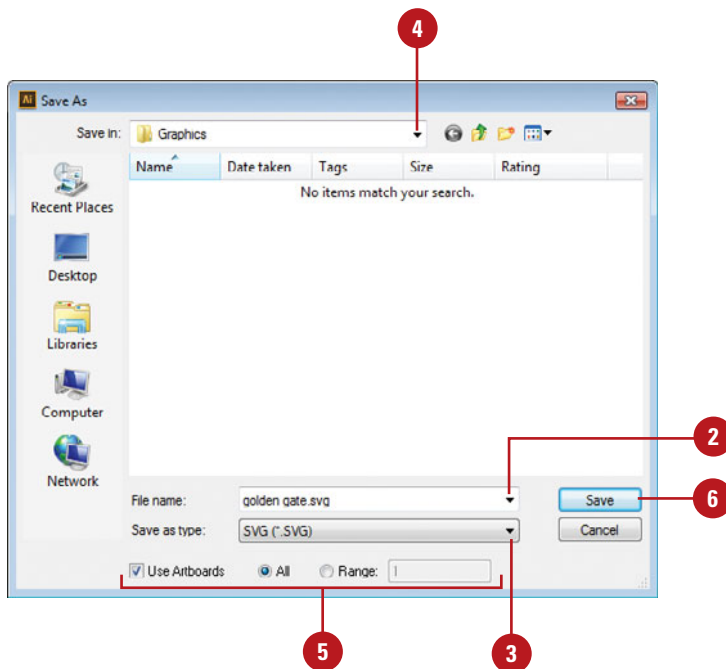 4
Ai Save As
Save in: Graphics
Name Date taken Tags Size Rating
No items match your search.
Recent Places
Desktop
Libraries
Computer
Network
2
File name: golden gate.svg Save 6
Save as type: SVG (*.SVG) Cancel
Use Artboards All Range: 1
5 3